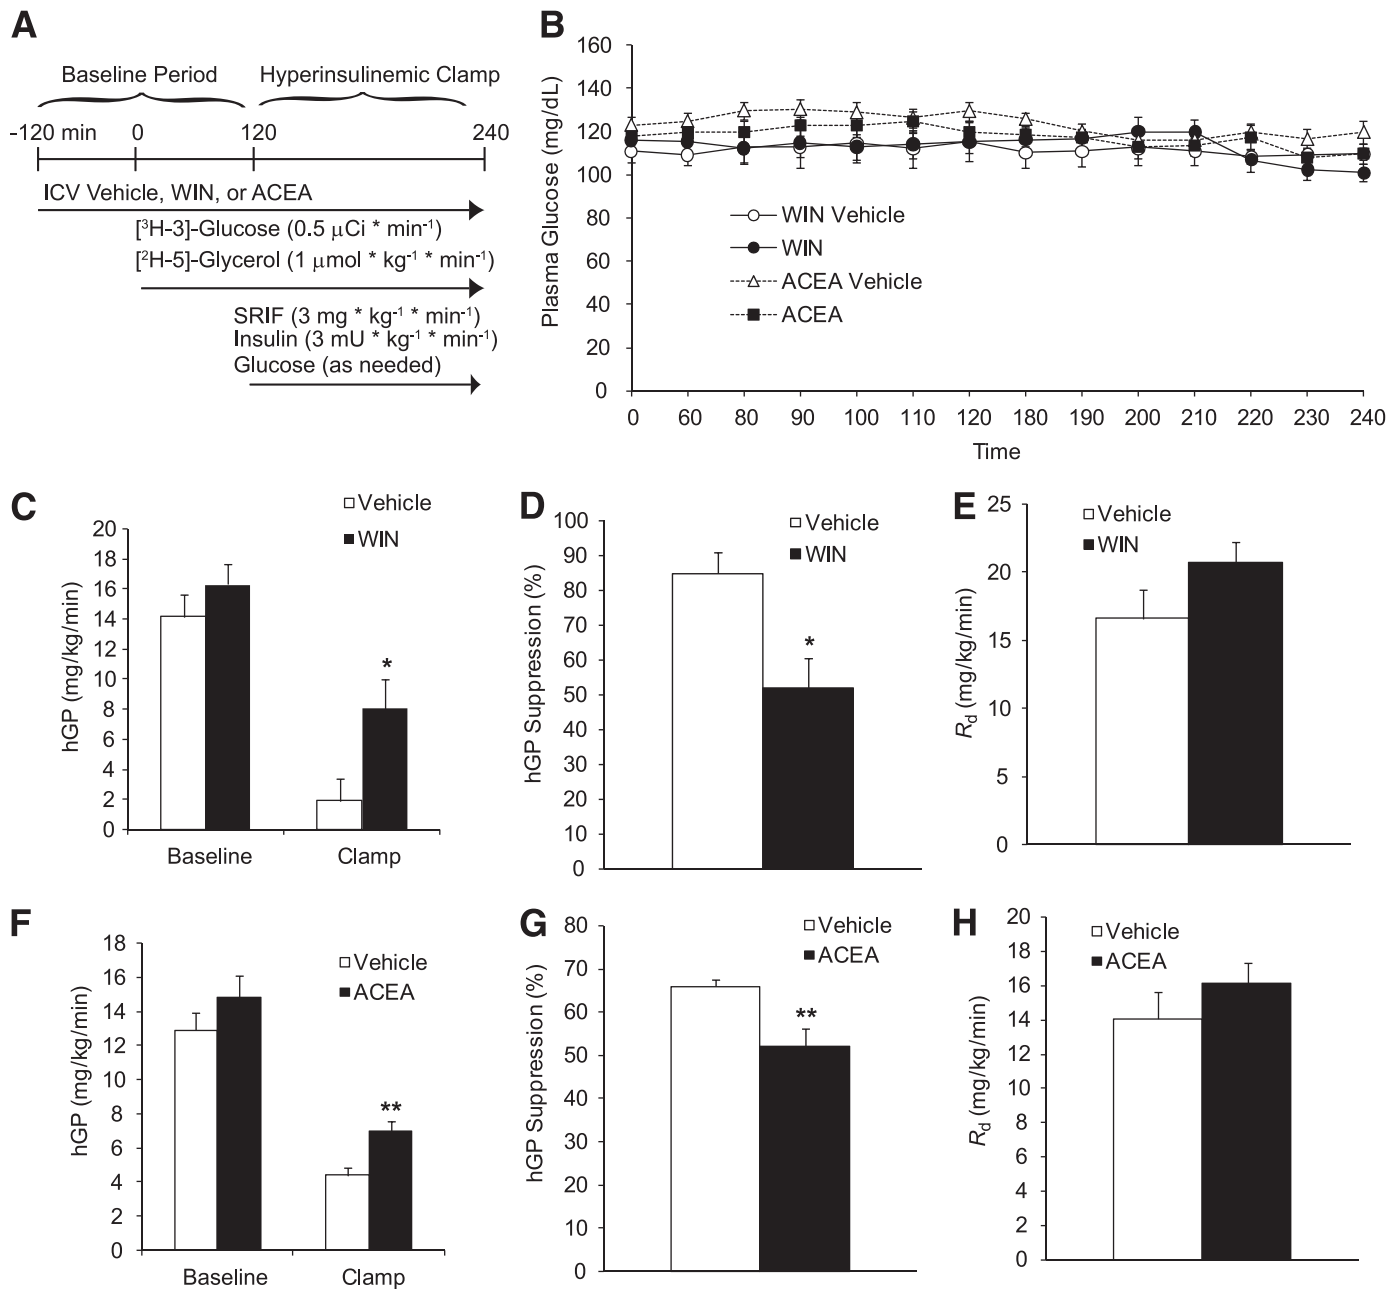 A
Baseline Period
Hyperinsulinemic Clamp
-120 min
0
120
240
ICV Vehicle, WIN, or ACEA
[³H-3]-Glucose (0.5 μCi * min⁻¹)
[²H-5]-Glycerol (1 μmol * kg⁻¹ * min⁻¹)
SRIF (3 mg * kg⁻¹ * min⁻¹)
Insulin (3 mU * kg⁻¹ * min⁻¹)
Glucose (as needed)
B
Plasma Glucose (mg/dL)
160
140
120
100
80
60
40
20
0
WIN Vehicle
WIN
ACEA Vehicle
ACEA
0 60 80 90 100 110 120 180 190 200 210 220 230 240
Time
C
Vehicle
WIN
hGP (mg/kg/min)
20
18
16
14
12
10
8
6
4
2
0
*
Baseline Clamp
D
Vehicle
WIN
hGP Suppression (%)
100
90
80
70
60
50
40
30
20
10
0
*
E
Vehicle
WIN
Rd (mg/kg/min)
25
20
15
10
5
0
F
Vehicle
ACEA
hGP (mg/kg/min)
18
16
14
12
10
8
6
4
2
0
**
Baseline Clamp
G
Vehicle
ACEA
hGP Suppression (%)
80
70
60
50
40
30
20
10
0
**
H
Vehicle
ACEA
Rd (mg/kg/min)
16
14
12
10
8
6
4
2
0